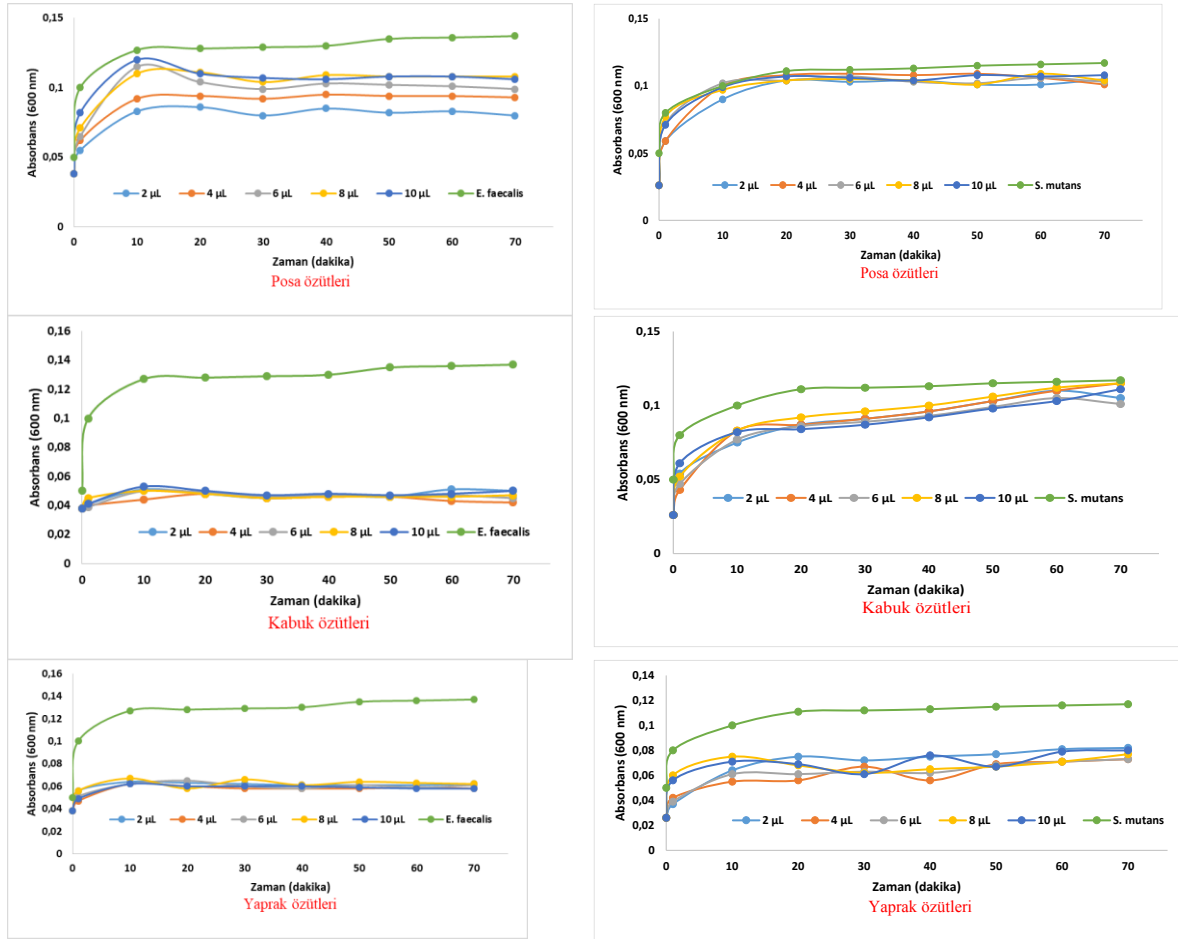 Absorbans (600 nm)
0,15
0,1
0,05
0
0 10 20 30 40 50 60 70
2 µL 4 µL 6 µL 8 µL 10 µL E. faecalis
Zaman (dakika)
Posa özütleri
Absorbans (600 nm)
0,15
0,1
0,05
0
0 10 20 30 40 50 60 70
2 µL 4 µL 6 µL 8 µL 10 µL S. mutans
Zaman (dakika)
Posa özütleri
Absorbans (600 nm)
0,16
0,14
0,12
0,1
0,08
0,06
0,04
0,02
0
0 10 20 30 40 50 60 70
2 µL 4 µL 6 µL 8 µL 10 µL E. faecalis
Zaman (dakika)
Kabuk özütleri
Absorbans (600 nm)
0,15
0,1
0,05
0
0 10 20 30 40 50 60 70
2 µL 4 µL 6 µL 8 µL 10 µL S. mutans
Zaman (dakika)
Kabuk özütleri
Absorbans (600 nm)
0,16
0,14
0,12
0,1
0,08
0,06
0,04
0,02
0
0 10 20 30 40 50 60 70
2 µL 4 µL 6 µL 8 µL 10 µL E. faecalis
Zaman (dakika)
Yaprak özütleri
Absorbans (600 nm)
0,14
0,12
0,1
0,08
0,06
0,04
0,02
0
0 10 20 30 40 50 60 70
2 µL 4 µL 6 µL 8 µL 10 µL S. mutans
Zaman (dakika)
Yaprak özütleri